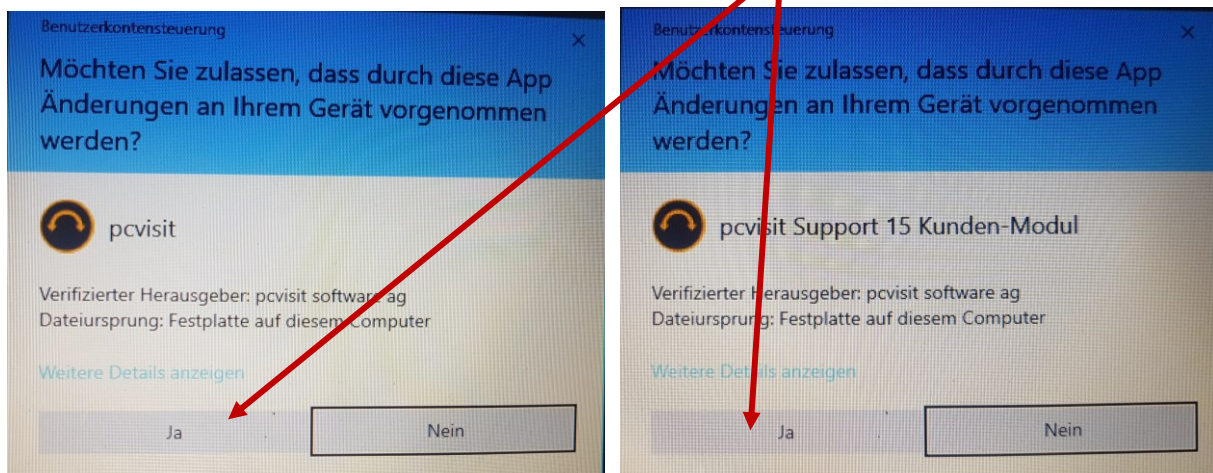 Benutzerkontensteuerung
Möchten Sie zulassen, dass durch diese App
Änderungen an Ihrem Gerät vorgenommen
werden?
pcvisit
Verifizierter Herausgeber: pcvisit software ag
Dateiursprung: Festplatte auf diesem Computer
Weitere Details anzeigen
Ja
Nein
Benutzerkontensteuerung
Möchten Sie zulassen, dass durch diese App
Änderungen an Ihrem Gerät vorgenommen
werden?
pcvisit Support 15 Kunden-Modul
Verifizierter Herausgeber: pcvisit software ag
Dateiursprung: Festplatte auf diesem Computer
Weitere Details anzeigen
Ja
Nein